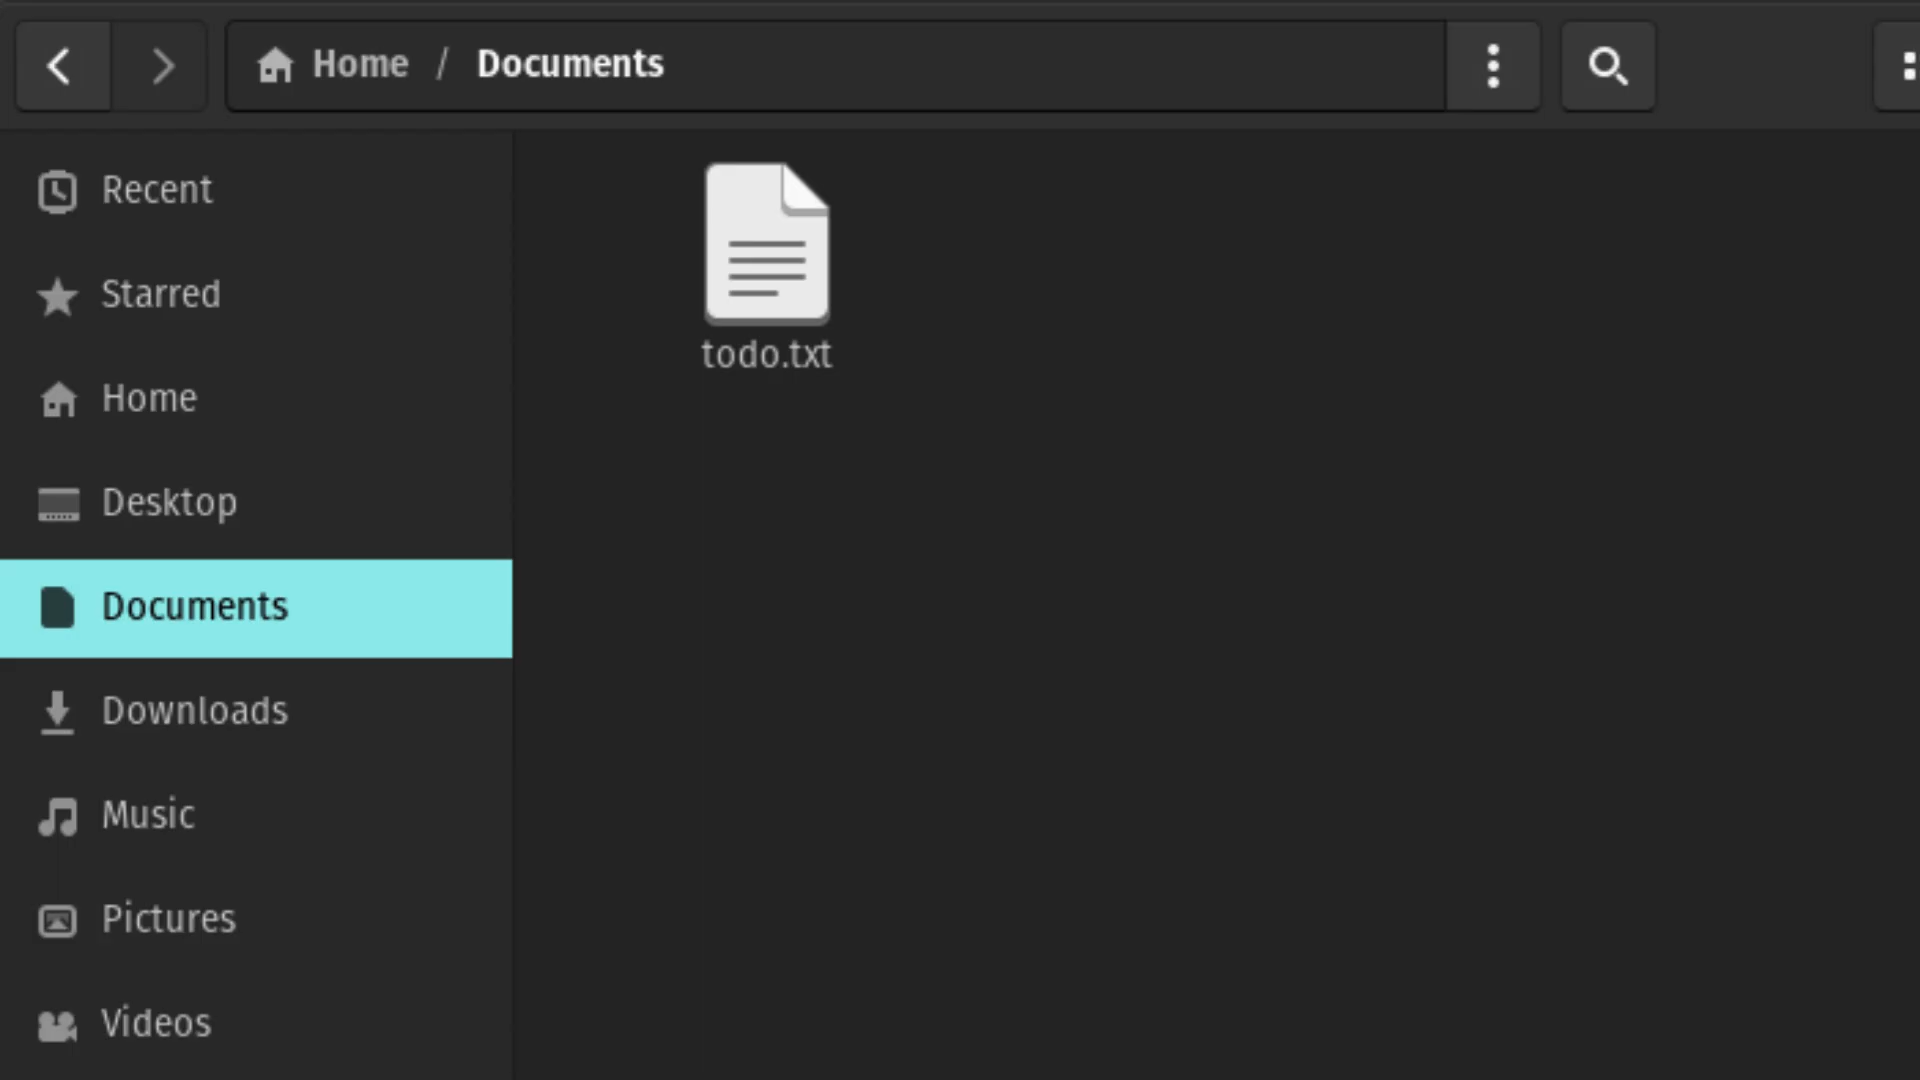 Home / Documents
Recent
Starred
Home
Desktop
Documents
Downloads
Music
Pictures
Videos
todo.txt